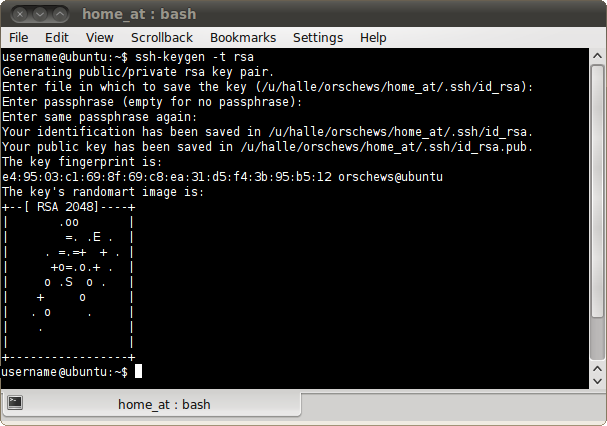 home_at : bash
File Edit View Scrollback Bookmarks Settings Help
username@ubuntu:~$ ssh-keygen -t rsa
Generating public/private rsa key pair.
Enter file in which to save the key (/u/halle/orschews/home_at/.ssh/id_rsa):
Enter passphrase (empty for no passphrase):
Enter same passphrase again:
Your identification has been saved in /u/halle/orschews/home_at/.ssh/id_rsa.
Your public key has been saved in /u/halle/orschews/home_at/.ssh/id_rsa.pub.
The key fingerprint is:
e4:95:03:c1:69:8f:69:c8:ea:31:d5:f4:3b:95:b5:12 orschews@ubuntu
The key's randomart image is:
+--[ RSA 2048]----+
|       .oo       |
|        =. .E .  |
|     . =.=+  + . |
|      +o=.o.+ .  |
|     o .S  o .   |
|    +     o      |
|   . o     .     |
|    .            |
|                 |
+-----------------+
username@ubuntu:~$
home_at : bash